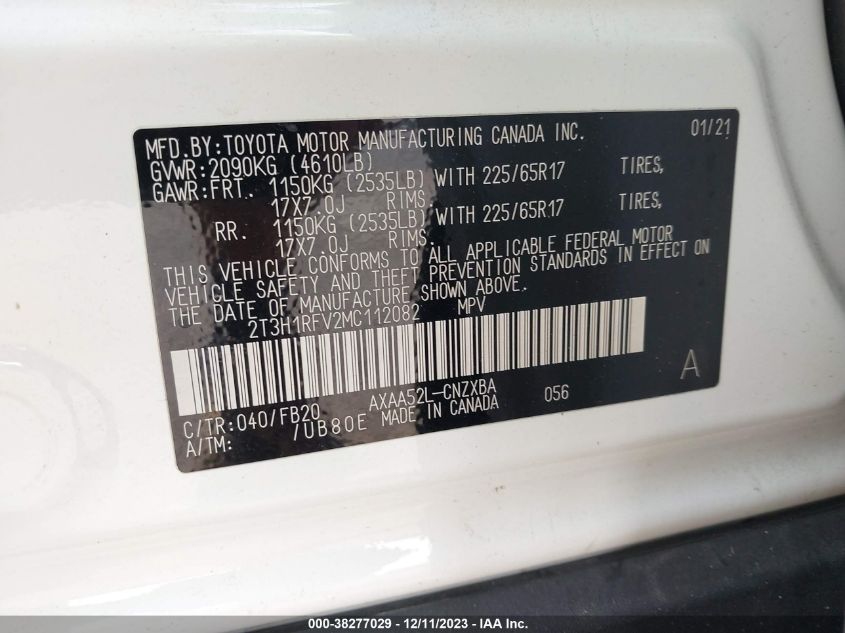 MFD.BY:TOYOTA MOTOR MANUFACTURING CANADA INC. 01/21
GVWR:2090KG (4610LB)
GAWR:FRT. 1150KG (2535LB) WITH 225/65R17 TIRES,
17X7.0J RIMS.
RR. 1150KG (2535LB) WITH 225/65R17 TIRES,
17X7.0J RIMS.
THIS VEHICLE CONFORMS TO ALL APPLICABLE FEDERAL MOTOR
VEHICLE SAFETY AND THEFT PREVENTION STANDARDS IN EFFECT ON
THE DATE OF MANUFACTURE SHOWN ABOVE.
2T3H1RFV2MC112082 MPV
A
AXAA52L-CNZXBA 056
C/TR:040/FB20 MADE IN CANADA
A/TM: /UB80E
000-38277029 - 12/11/2023 - IAA Inc.